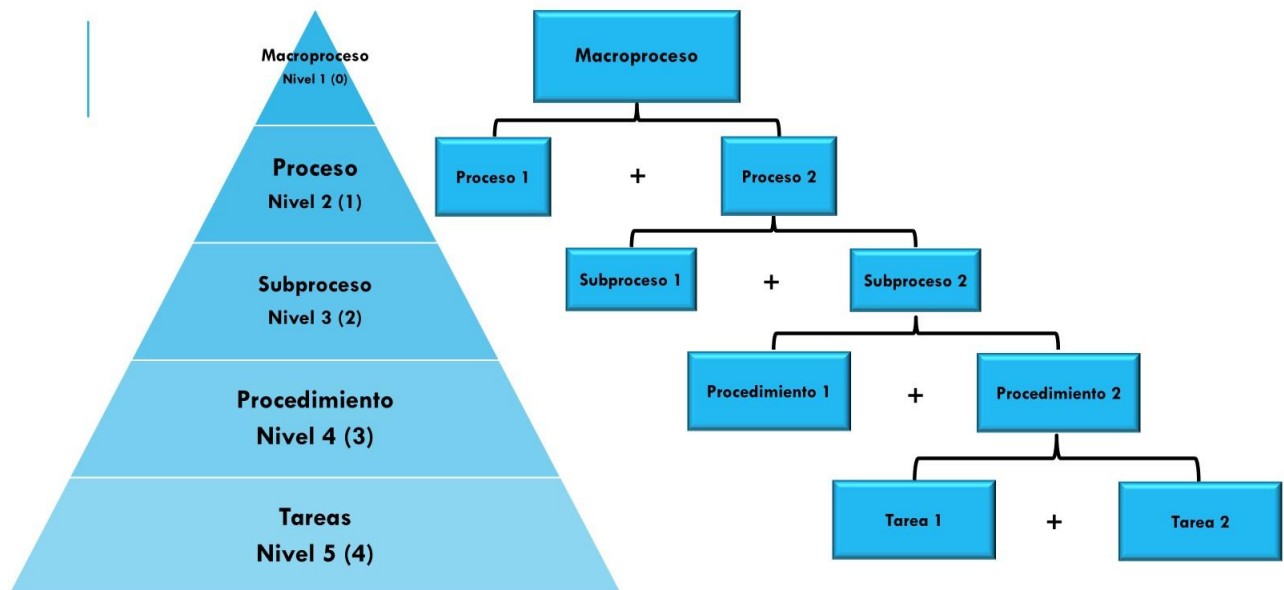 Macroproceso
Nivel 1 (0)
Proceso
Nivel 2 (1)
Subproceso
Nivel 3 (2)
Procedimiento
Nivel 4 (3)
Tareas
Nivel 5 (4)
Macroproceso
Proceso 1
+
Proceso 2
Subproceso 1
+
Subproceso 2
Procedimiento 1
+
Procedimiento 2
Tarea 1
+
Tarea 2